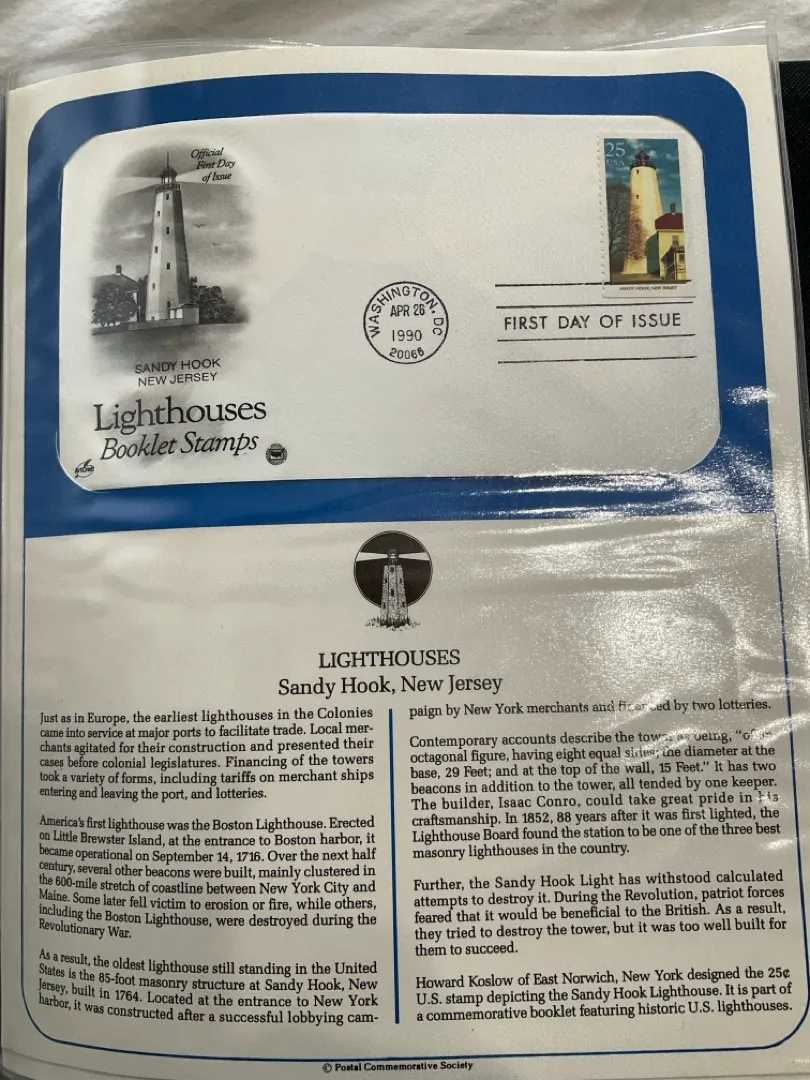 Official
First Day
of Issue
25
USA
SANDY HOOK, NEW JERSEY
WASHINGTON, DC
APR 26
1990
20066
FIRST DAY OF ISSUE
SANDY HOOK
NEW JERSEY
Lighthouses
Booklet Stamps
LIGHTHOUSES
Sandy Hook, New Jersey
Just as in Europe, the earliest lighthouses in the Colonies
came into service at major ports to facilitate trade. Local mer-
chants agitated for their construction and presented their
cases before colonial legislatures. Financing of the towers
took a variety of forms, including tariffs on merchant ships
entering and leaving the port, and lotteries.
America's first lighthouse was the Boston Lighthouse. Erected
on Little Brewster Island, at the entrance to Boston harbor, it
became operational on September 14, 1716. Over the next half
century, several other beacons were built, mainly clustered in
the 600-mile stretch of coastline between New York City and
Maine. Some later fell victim to erosion or fire, while others,
including the Boston Lighthouse, were destroyed during the
Revolutionary War.
As a result, the oldest lighthouse still standing in the United
States is the 85-foot masonry structure at Sandy Hook, New
Jersey, built in 1764. Located at the entrance to New York
harbor, it was constructed after a successful lobbying cam-
paign by New York merchants and financed by two lotteries.
Contemporary accounts describe the tower as being, "of an
octagonal figure, having eight equal sides; the diameter at the
base, 29 Feet; and at the top of the wall, 15 Feet." It has two
beacons in addition to the tower, all tended by one keeper.
The builder, Isaac Conro, could take great pride in his
craftsmanship. In 1852, 88 years after it was first lighted, the
Lighthouse Board found the station to be one of the three best
masonry lighthouses in the country.
Further, the Sandy Hook Light has withstood calculated
attempts to destroy it. During the Revolution, patriot forces
feared that it would be beneficial to the British. As a result,
they tried to destroy the tower, but it was too well built for
them to succeed.
Howard Koslow of East Norwich, New York designed the 25¢
U.S. stamp depicting the Sandy Hook Lighthouse. It is part of
a commemorative booklet featuring historic U.S. lighthouses.
© Postal Commemorative Society